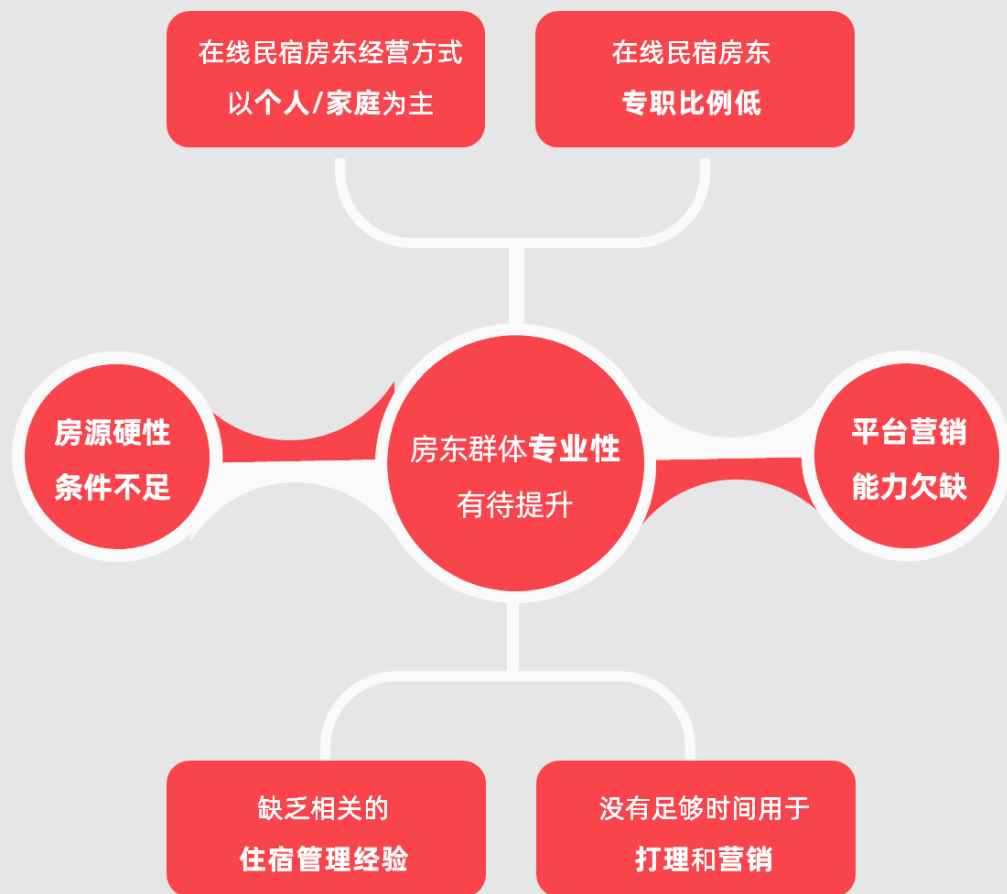 在线民宿房东经营方式
以个人/家庭为主
在线民宿房东
专职比例低
房源硬性
条件不足
房东群体专业性
有待提升
平台营销
能力欠缺
缺乏相关的
住宿管理经验
没有足够时间用于
打理和营销